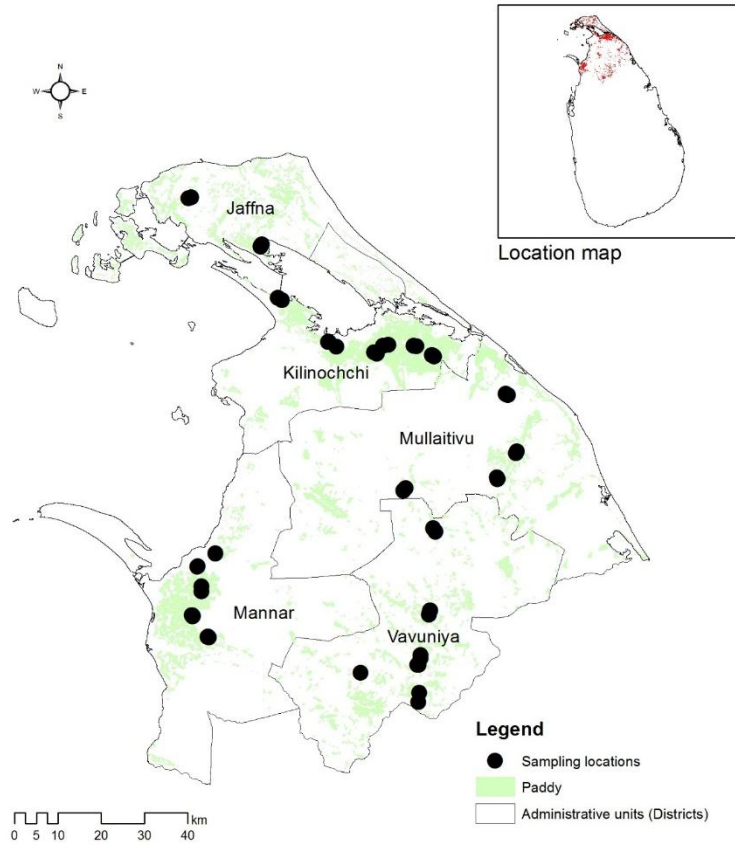 N
W E
S
Location map
Jaffna
Kilinochchi
Mullaitivu
Mannar
Vavuniya
Legend
Sampling locations
Paddy
Administrative units (Districts)
km
0 5 10 20 30 40